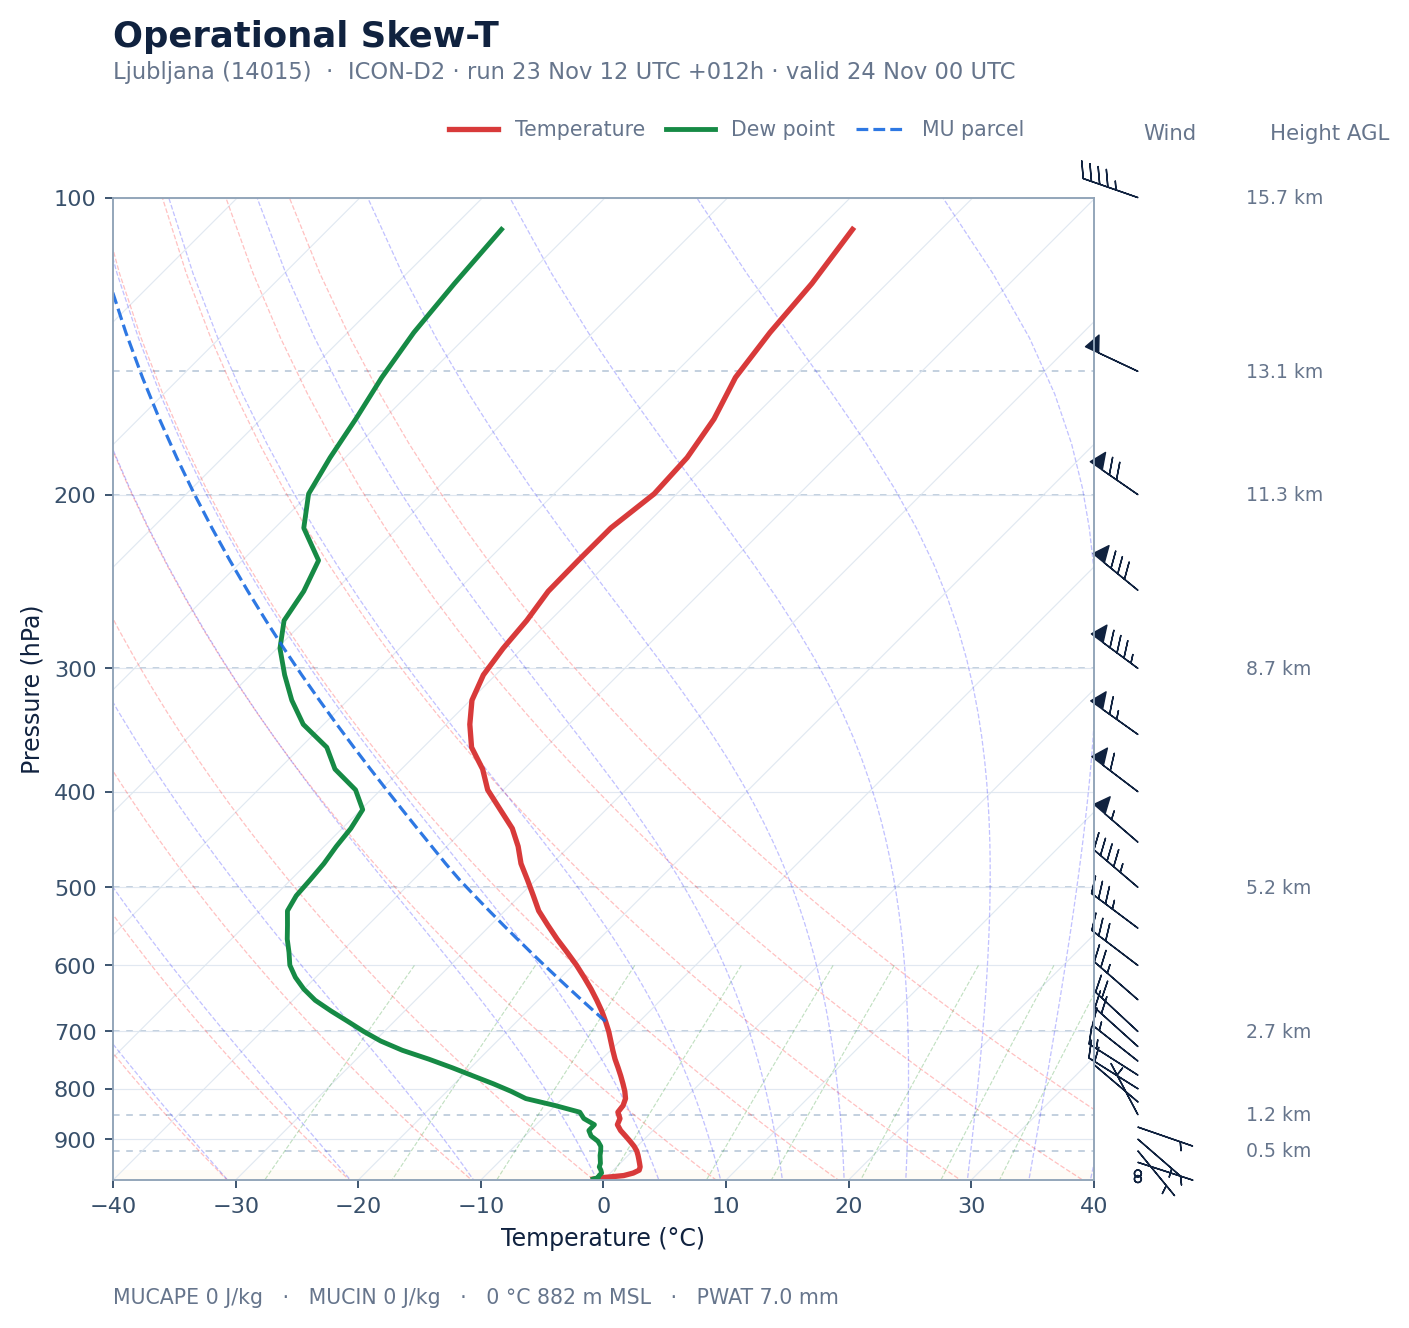 Operational Skew-T
Ljubljana (14015)  ·  ICON-D2 · run 23 Nov 12 UTC +012h · valid 24 Nov 00 UTC
Temperature  Dew point  MU parcel
Wind  Height AGL
100
200
300
400
500
600
700
800
900
Pressure (hPa)
15.7 km
13.1 km
11.3 km
8.7 km
5.2 km
2.7 km
1.2 km
0.5 km
−40 −30 −20 −10 0 10 20 30 40
Temperature (°C)
MUCAPE 0 J/kg  ·  MUCIN 0 J/kg  ·  0 °C 882 m MSL  ·  PWAT 7.0 mm